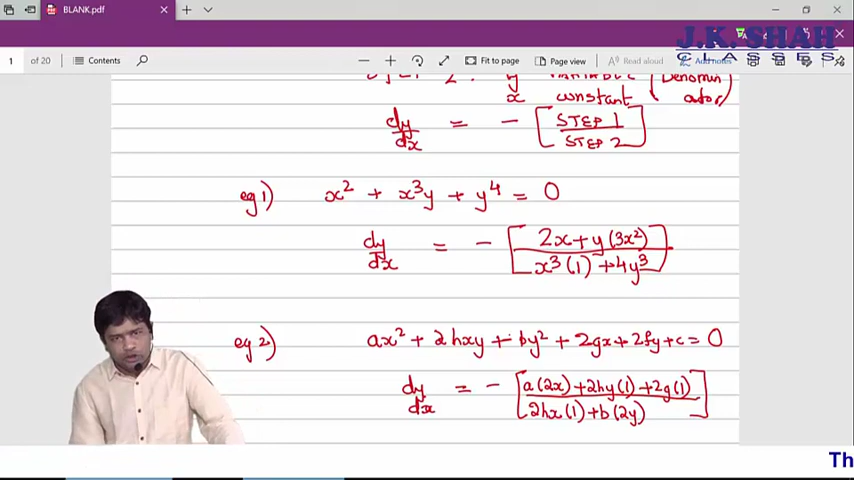 BLANK.pdf
J.K. SHAH
CLASSES
1 of 20 Contents Fit to page Page view Read aloud Add notes
y VARIABLE (Denomin
x constant ator)
dy/dx = - [STEP 1 / STEP 2]
eg 1) x² + x³y + y⁴ = 0
dy/dx = - [2x + y(3x²) / x³(1) + 4y³]
eg 2) ax² + 2hxy + by² + 2gx + 2fy + c = 0
dy/dx = - [a(2x) + 2hy(1) + 2g(1) / 2hx(1) + b(2y)]
Th